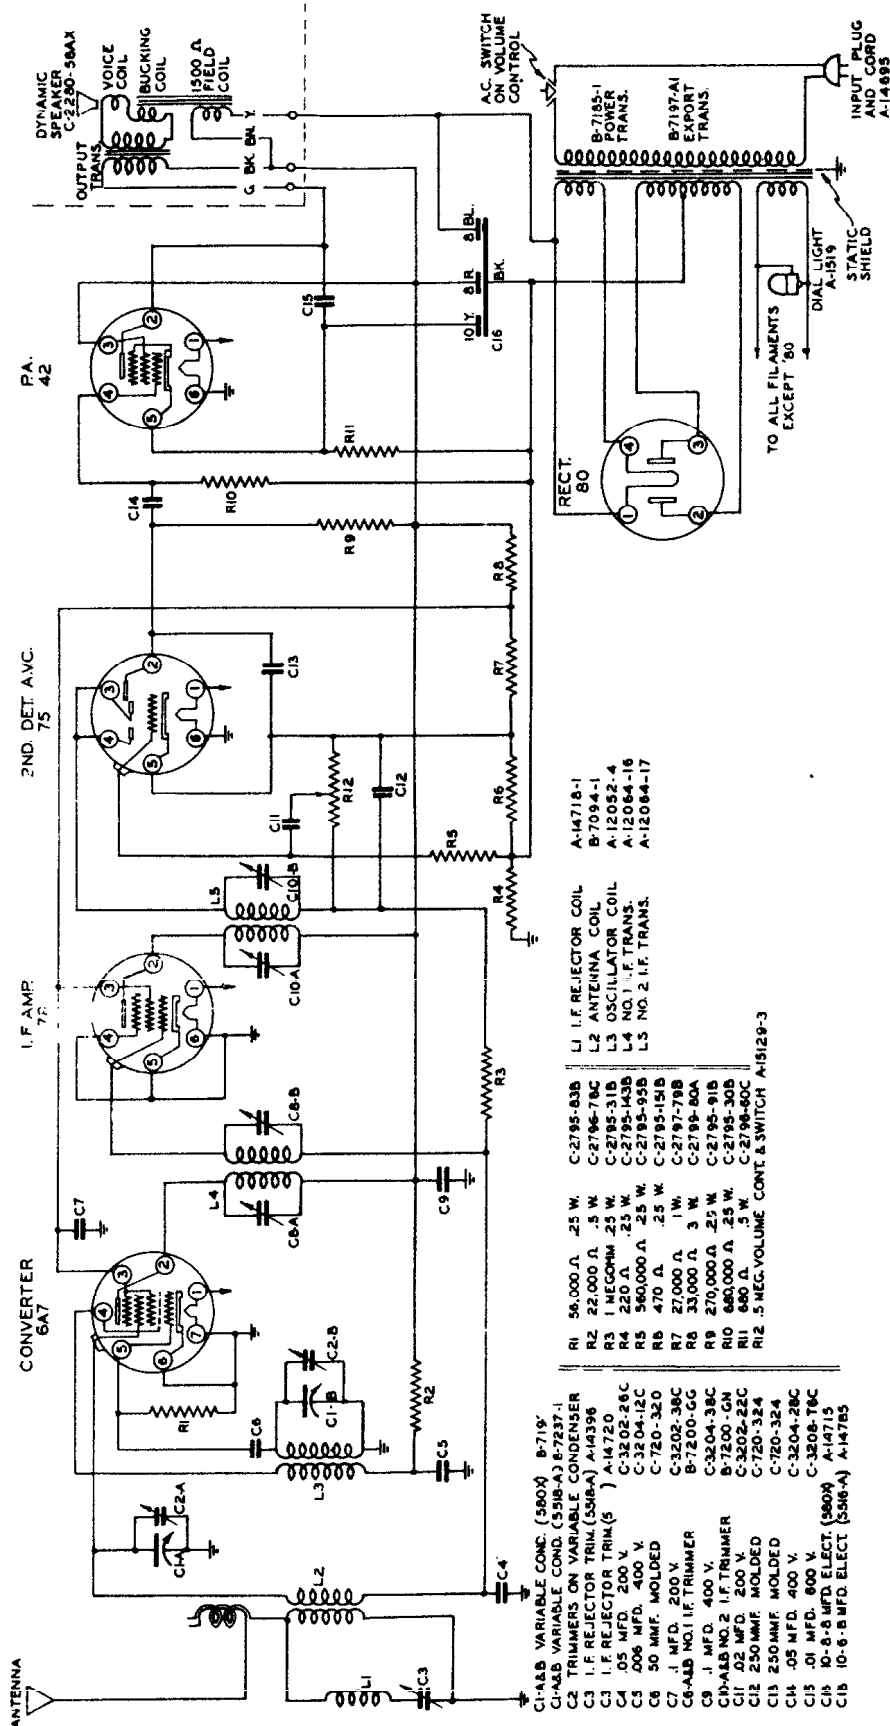 ANTENNA
L1
C3
L2
C4
C1-A
C2-A
L3
C5
C6
R1
C1-B
C2-B
R2
CONVERTER
6A7
C7
L4
C8A
C8-B
C9
R3
I.F. AMP.
L5
C10-A
C10-B
2ND. DET. A.V.C.
75
C11
R12
C12
C13
R5
R4
R6
R7
R8
R9
C14
R10
P.A.
42
R11
C15
10 Y.
8 R.
8 BL.
BK.
C16
DYNAMIC
SPEAKER
C-2280-58AX
VOICE
COIL
BUCKING
COIL
1500 Ω
FIELD
COIL
OUTPUT
TRANS.
G. BK. BN. Y.
RECT.
80
A.C. SWITCH
ON VOLUME
CONTROL
B-7185-1
POWER
TRANS.
B-7197-A1
EXPORT
TRANS.
INPUT PLUG
AND CORD
A-14695
STATIC
SHIELD
DIAL LIGHT
A-1519
TO ALL FILAMENTS
EXCEPT '80
C1-A&B VARIABLE COND. (580X) B-719
C1-A&B VARIABLE COND. (5518-A) B-7237-1
C2 TRIMMERS ON VARIABLE CONDENSER
C3 I.F. REJECTOR TRIM. (5518-A) A-14396
C3 I.F. REJECTOR TRIM. (5 ) A-14720
C4 .05 MFD. 200 V. C-3202-26C
C5 .006 MFD. 400 V. C-3204-12C
C6 50 MMF. MOLDED C-720-320
C7 .1 MFD. 200 V. C-3202-38C
C8-A&B NO.1 I.F. TRIMMER B-7200-GG
C9 .1 MFD. 400 V. C-3204-38C
C10-A&B NO.2 I.F. TRIMMER B-7200-GN
C11 .02 MFD. 200 V. C-3202-22C
C12 250 MMF. MOLDED C-720-324
C13 250 MMF. MOLDED C-720-324
C14 .05 MFD. 400 V. C-3204-28C
C15 .01 MFD. 800 V. C-3208-76C
C16 10-8-8 MFD. ELECT. (580X) A-14715
C16 10-6-8 MFD. ELECT. (5516-A) A-14785
R1 56,000 Ω .25 W. C-2795-83B
R2 22,000 Ω .5 W. C-2796-78C
R3 1 MEGOHM .25 W. C-2795-31B
R4 220 Ω .25 W. C-2795-143B
R5 560,000 Ω .25 W. C-2795-95B
R6 470 Ω .25 W. C-2795-151B
R7 27,000 Ω 1 W. C-2797-79B
R8 33,000 Ω 3 W. C-2799-80A
R9 270,000 Ω .25 W. C-2795-91B
R10 680,000 Ω .25 W. C-2795-30B
R11 680 Ω .5 W. C-2796-60C
R12 .5 MEG. VOLUME CONT. & SWITCH A-15129-3
L1 I.F. REJECTOR COIL A-14718-1
L2 ANTENNA COIL B-7094-1
L3 OSCILLATOR COIL A-12052-4
L4 NO.1 I.F. TRANS. A-12064-16
L5 NO.2 I.F. TRANS. A-12064-17